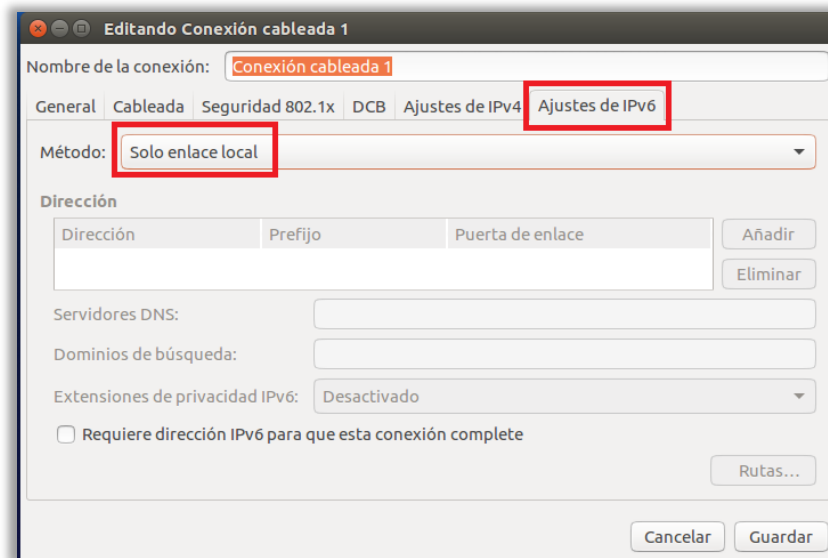 Editando Conexión cableada 1
Nombre de la conexión: Conexión cableada 1
General Cableada Seguridad 802.1x DCB Ajustes de IPv4 Ajustes de IPv6
Método: Solo enlace local
Dirección
Dirección Prefijo Puerta de enlace Añadir
Eliminar
Servidores DNS:
Dominios de búsqueda:
Extensiones de privacidad IPv6: Desactivado
Requiere dirección IPv6 para que esta conexión complete
Rutas...
Cancelar Guardar